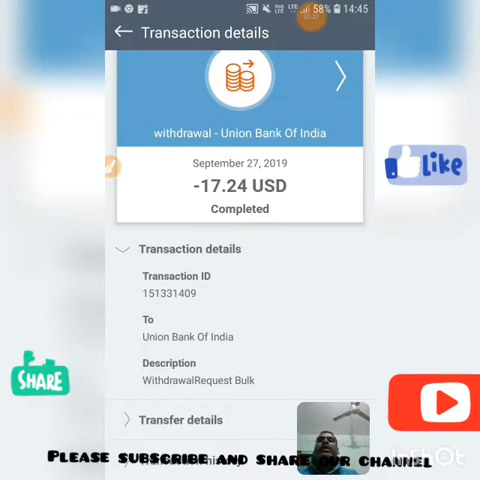 58% 14:45
Transaction details
withdrawal - Union Bank Of India
September 27, 2019
-17.24 USD
Completed
Like
Transaction details
Transaction ID
151331409
To
Union Bank Of India
Description
WithdrawalRequest Bulk
SHARE
Transfer details
InShOt
PLEASE SUBSCRIBE AND SHARE OUR CHANNEL